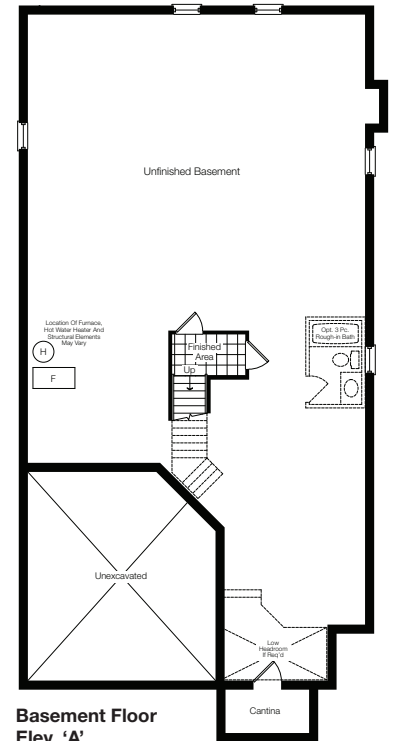 Unfinished Basement
Location Of Furnace,
Hot Water Heater And
Structural Elements
May Vary
H
F
Finished
Area
Up
Opt. 3 Pc.
Rough-in Bath
Unexcavated
Low
Headroom
If Req'd
Cantina
Basement Floor
Elev. ‘A’